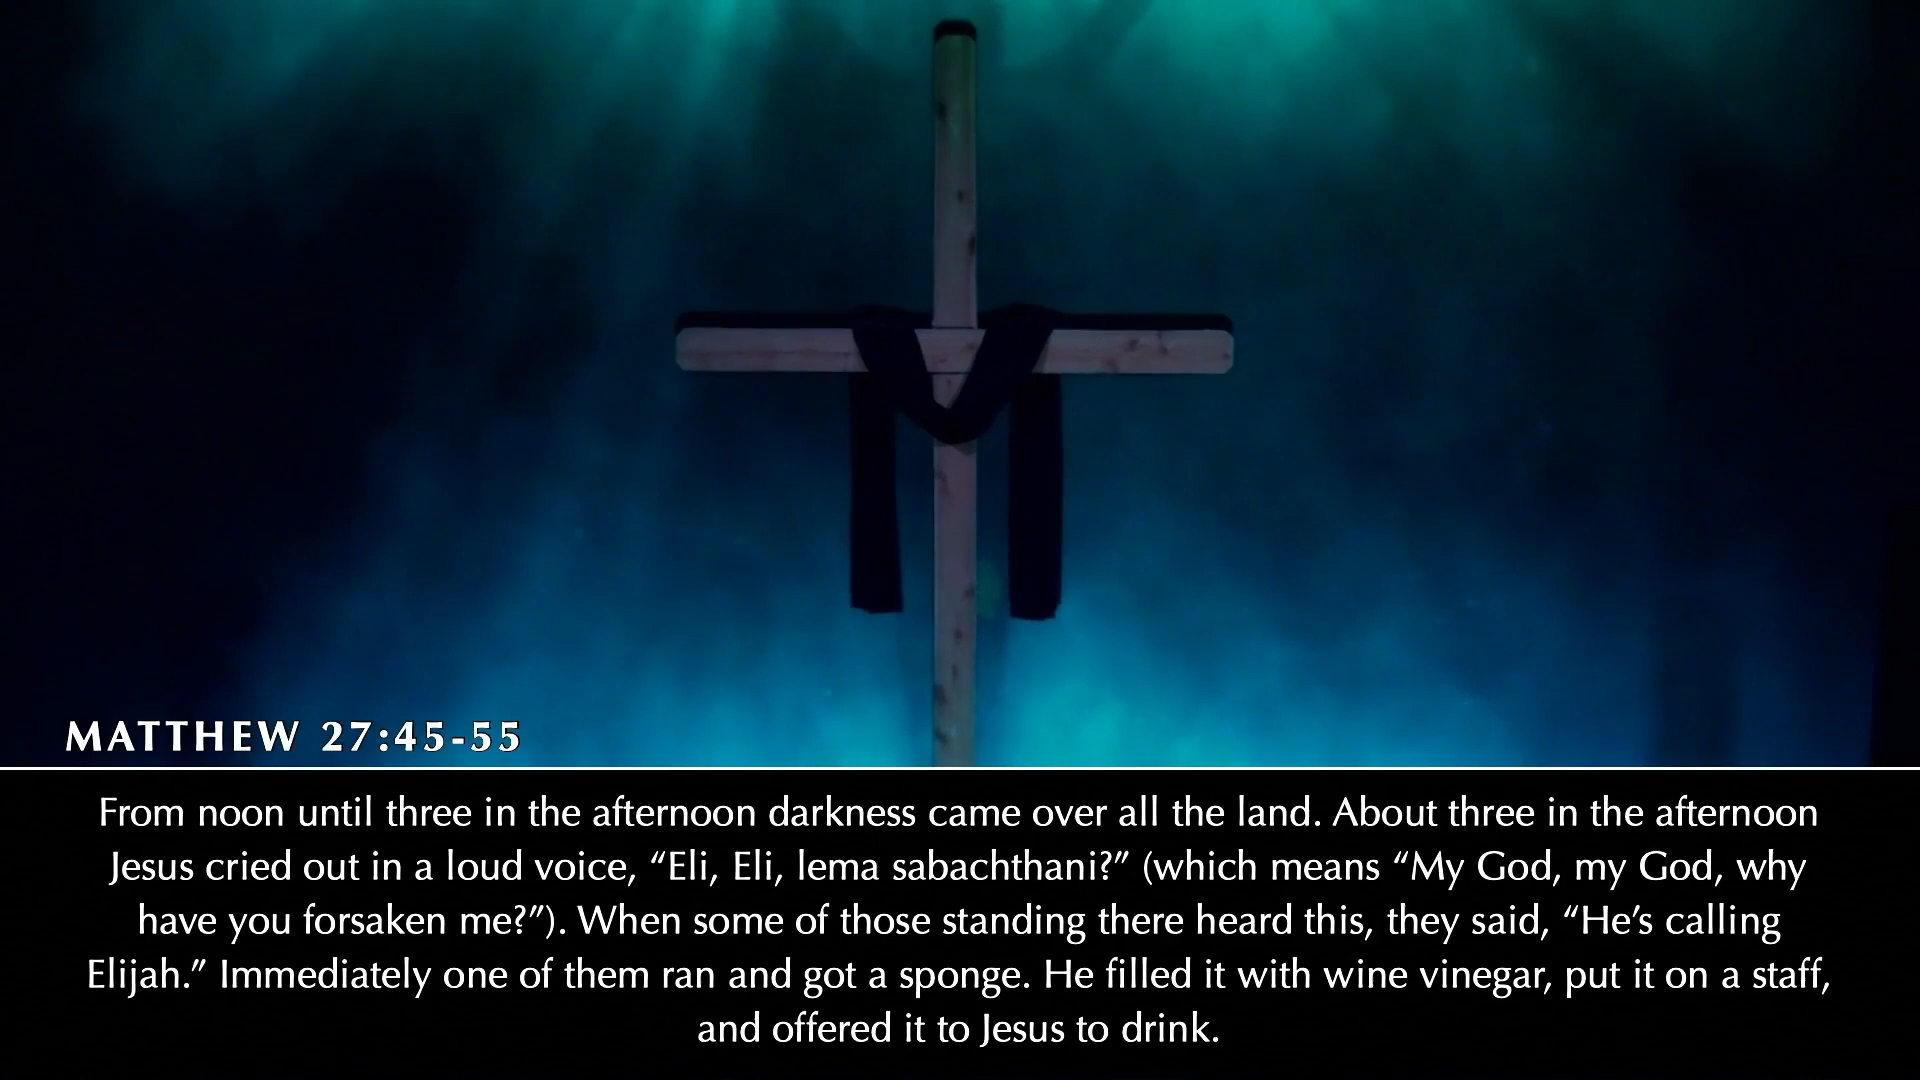 MATTHEW 27:45-55
From noon until three in the afternoon darkness came over all the land. About three in the afternoon
Jesus cried out in a loud voice, “Eli, Eli, lema sabachthani?” (which means “My God, my God, why
have you forsaken me?”). When some of those standing there heard this, they said, “He’s calling
Elijah.” Immediately one of them ran and got a sponge. He filled it with wine vinegar, put it on a staff,
and offered it to Jesus to drink.